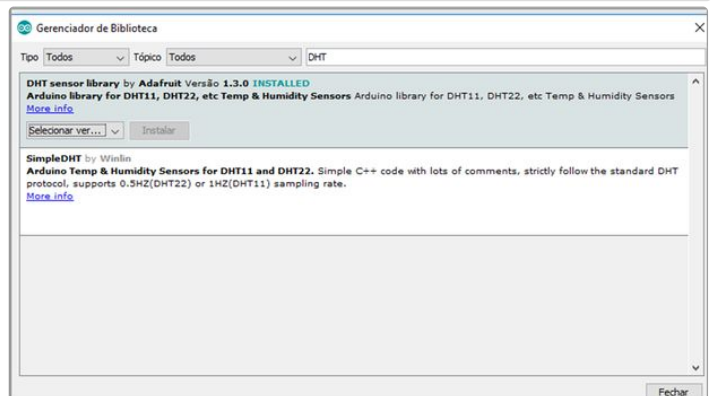 Gerenciador de Biblioteca
Tipo Todos Tópico Todos DHT
DHT sensor library by Adafruit Versão 1.3.0 INSTALLED
Arduino library for DHT11, DHT22, etc Temp & Humidity Sensors Arduino library for DHT11, DHT22, etc Temp & Humidity Sensors
More info
Selecionar ver... Instalar
SimpleDHT by Winlin
Arduino Temp & Humidity Sensors for DHT11 and DHT22. Simple C++ code with lots of comments, strictly follow the standard DHT
protocol, supports 0.5HZ(DHT22) or 1HZ(DHT11) sampling rate.
More info
Fechar